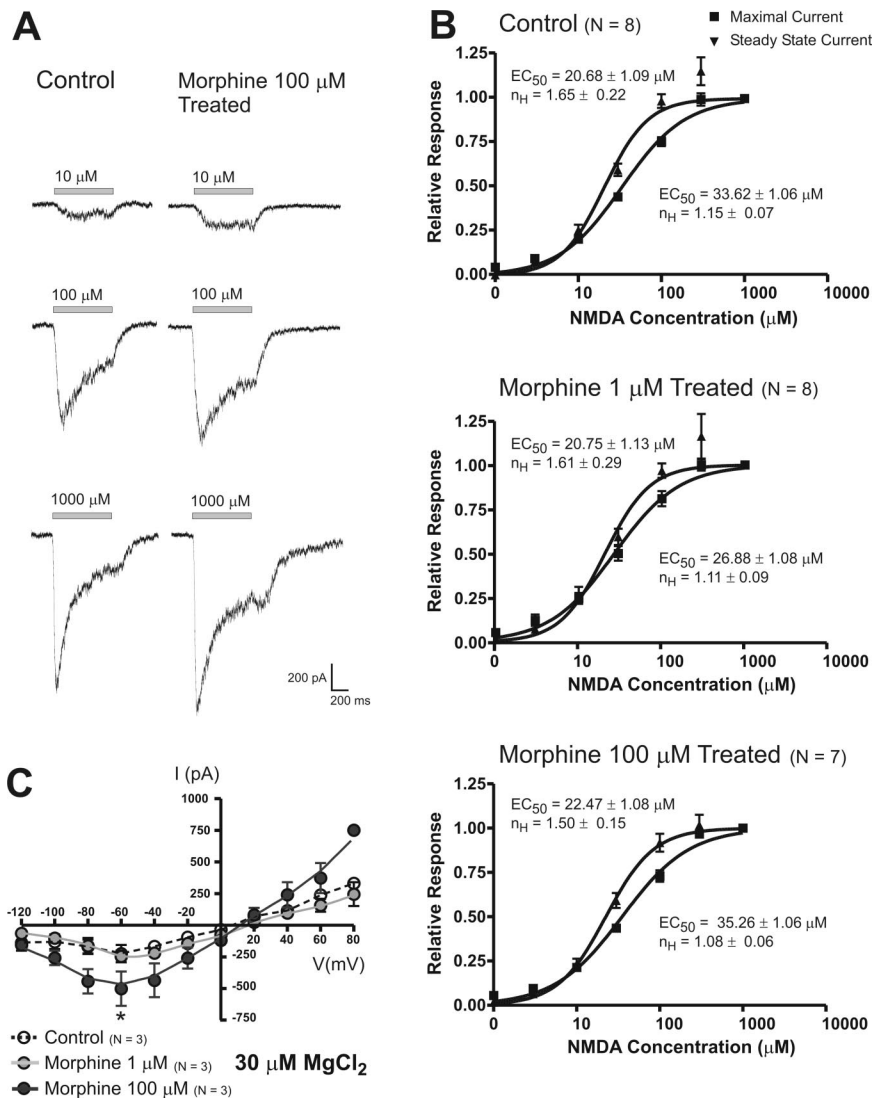 A
Control
Morphine 100 μM
Treated
10 μM
10 μM
100 μM
100 μM
1000 μM
1000 μM
200 pA
200 ms
B
Control (N = 8)
■ Maximal Current
▼ Steady State Current
EC50 = 20.68 ± 1.09 μM
nH = 1.65 ± 0.22
EC50 = 33.62 ± 1.06 μM
nH = 1.15 ± 0.07
Relative Response
1.25
1.00
0.75
0.50
0.25
0.00
0 10 100 1000 10000
NMDA Concentration (μM)
Morphine 1 μM Treated (N = 8)
EC50 = 20.75 ± 1.13 μM
nH = 1.61 ± 0.29
EC50 = 26.88 ± 1.08 μM
nH = 1.11 ± 0.09
Relative Response
1.25
1.00
0.75
0.50
0.25
0.00
0 10 100 1000 10000
NMDA Concentration (μM)
Morphine 100 μM Treated (N = 7)
EC50 = 22.47 ± 1.08 μM
nH = 1.50 ± 0.15
EC50 = 35.26 ± 1.06 μM
nH = 1.08 ± 0.06
Relative Response
1.25
1.00
0.75
0.50
0.25
0.00
0 10 100 1000 10000
NMDA Concentration (μM)
C
I (pA)
1000
750
500
250
-120 -100 -80 -60 -40 -20
20 40 60 80
V(mV)
-250
-500
-750
*
Control (N = 3)
Morphine 1 μM (N = 3)
Morphine 100 μM (N = 3)
30 μM MgCl2